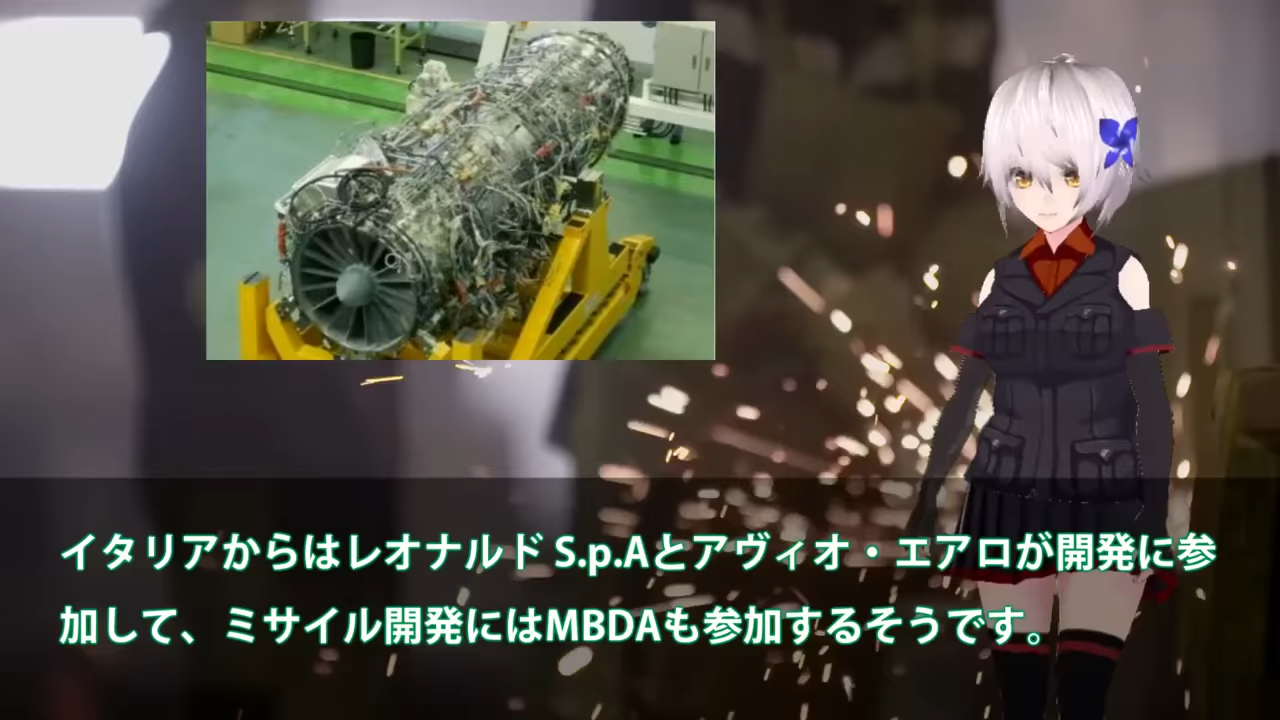 イタリアからはレオナルド S.p.Aとアヴィオ・エアロが開発に参
加して、ミサイル開発にはMBDAも参加するそうです。